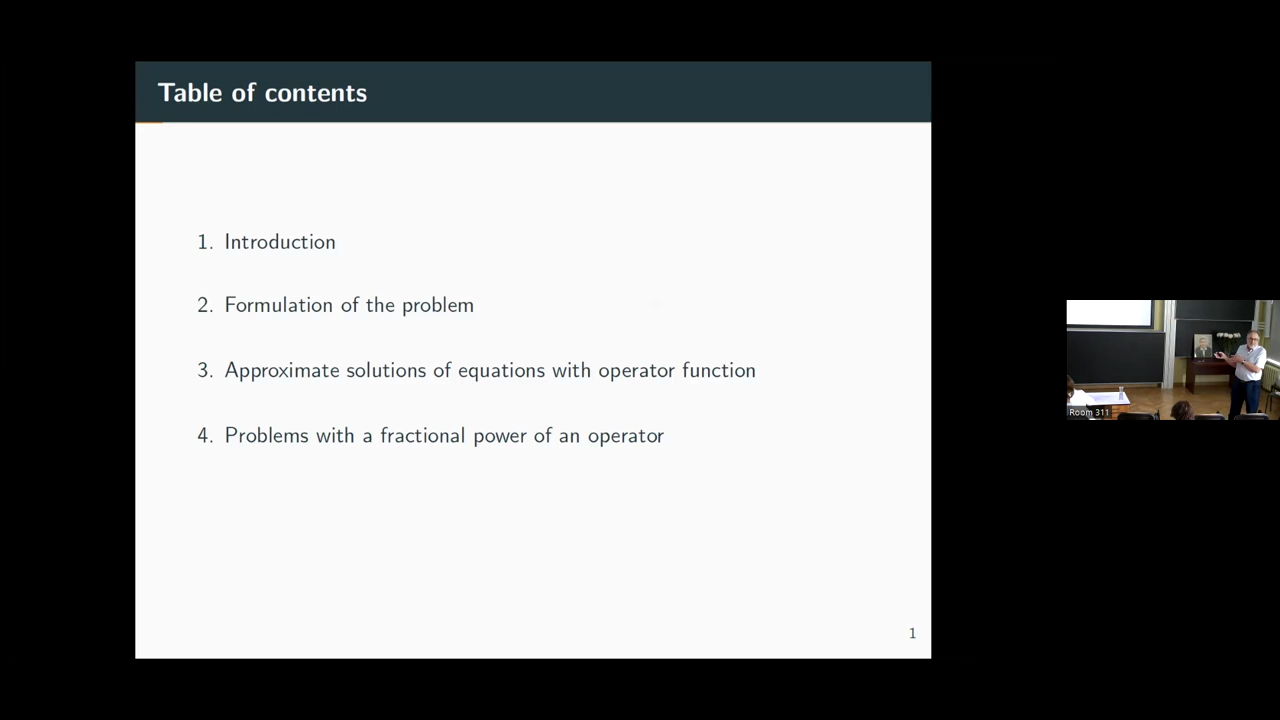 Table of contents
1. Introduction
2. Formulation of the problem
3. Approximate solutions of equations with operator function
4. Problems with a fractional power of an operator
1
Room 311